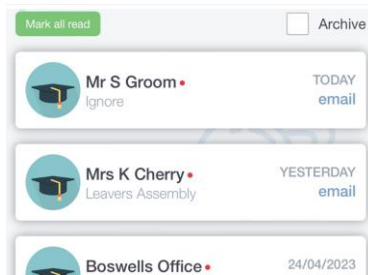 Mark all read
Archive
Mr S Groom
TODAY
Ignore
email
Mrs K Cherry
YESTERDAY
Leavers Assembly
email
Boswells Office
24/04/2023